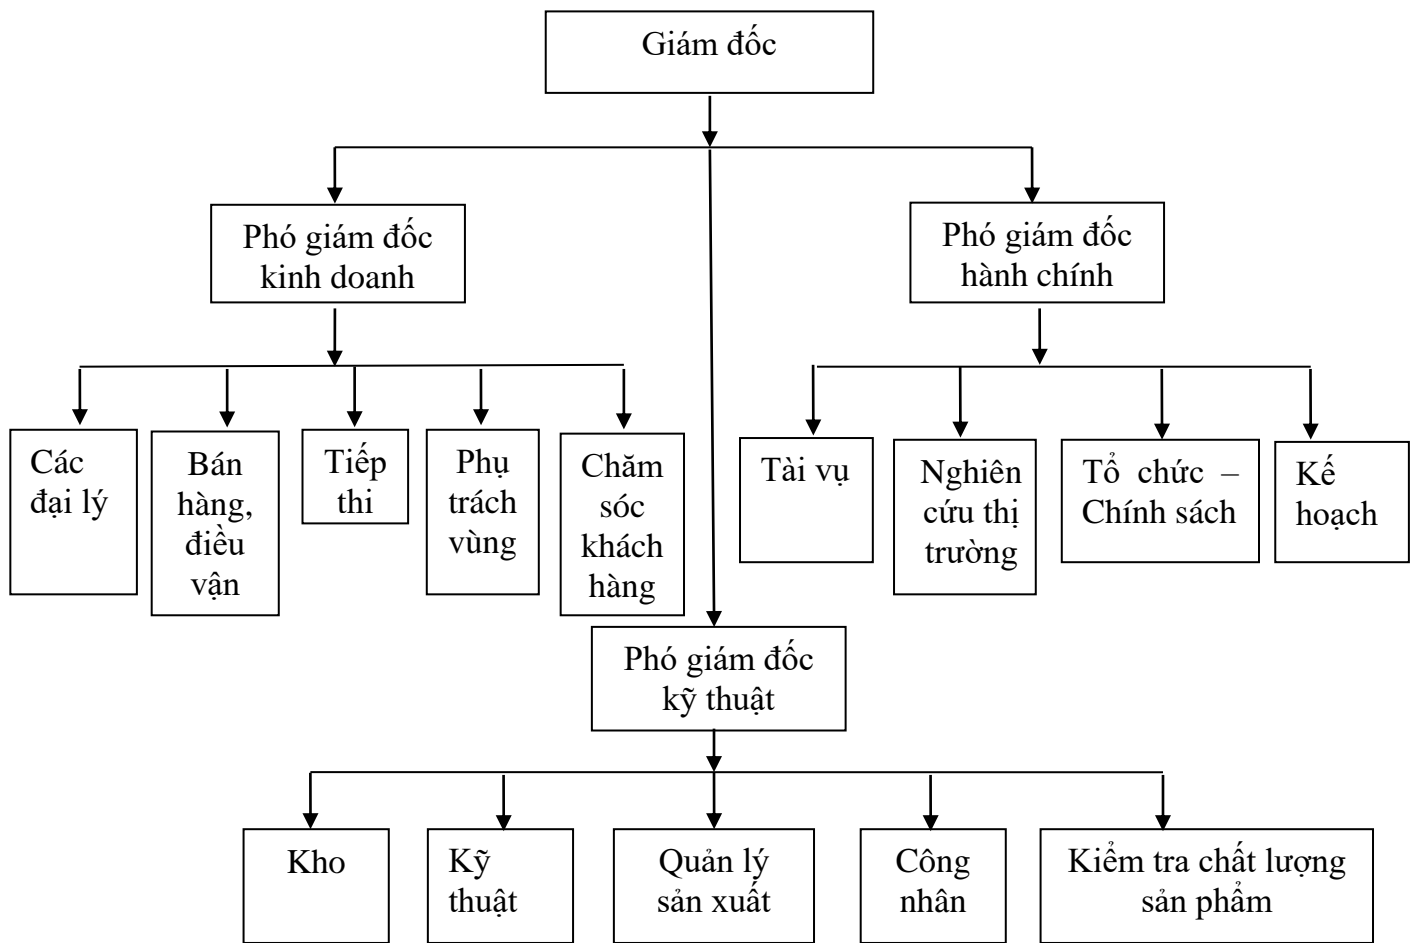 Giám đốc
Phó giám đốc
kinh doanh
Phó giám đốc
hành chính
Các
đại lý
Bán
hàng,
điều
vận
Tiếp
thi
Phụ
trách
vùng
Chăm
sóc
khách
hàng
Tài vụ
Nghiên
cứu thị
trường
Tổ chức –
Chính sách
Kế
hoạch
Phó giám đốc
kỹ thuật
Kho
Kỹ
thuật
Quản lý
sản xuất
Công
nhân
Kiểm tra chất lượng
sản phẩm